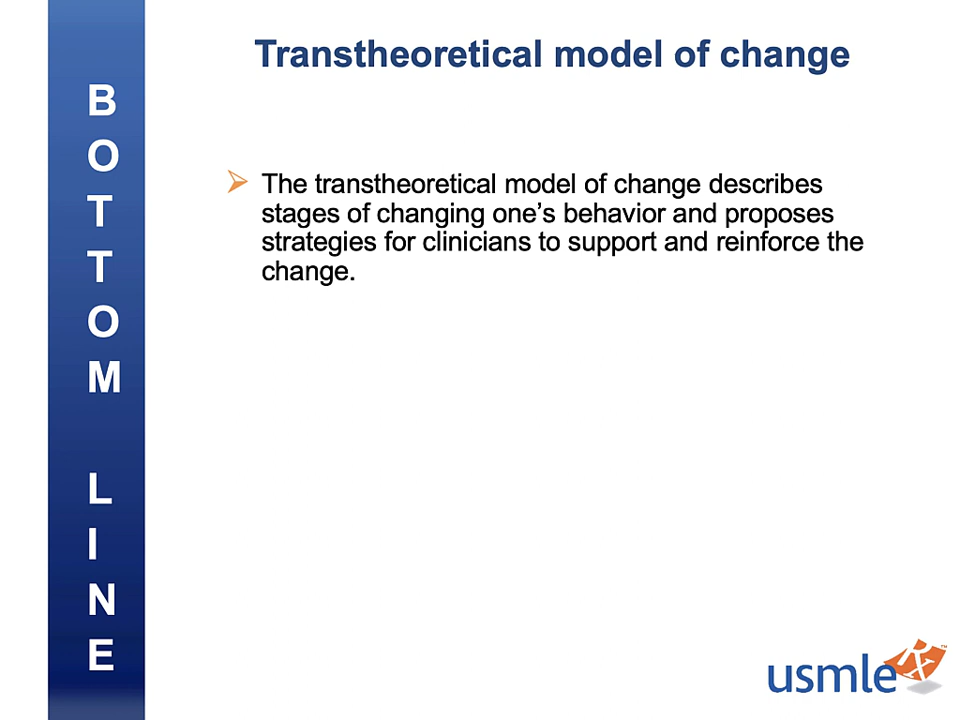 Transtheoretical model of change
BOTTOM LINE
The transtheoretical model of change describes
stages of changing one’s behavior and proposes
strategies for clinicians to support and reinforce the
change.
usmle Rx™